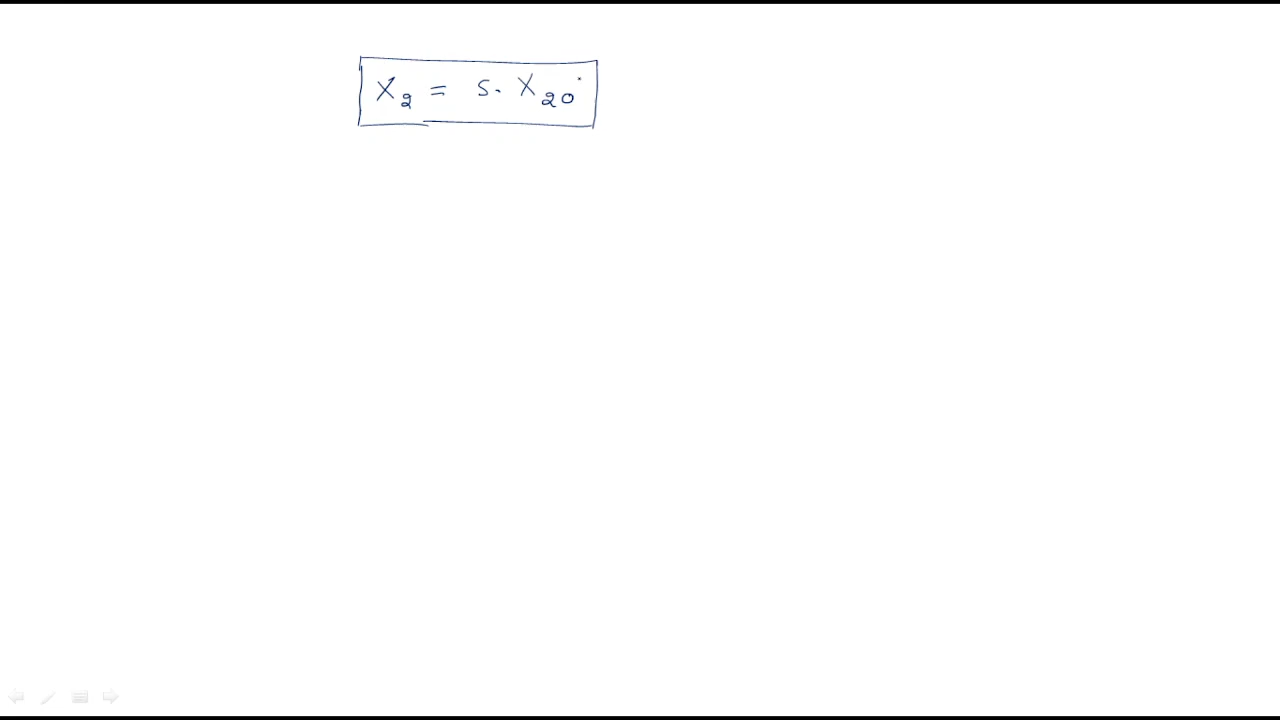 X₂ = s. X₂₀